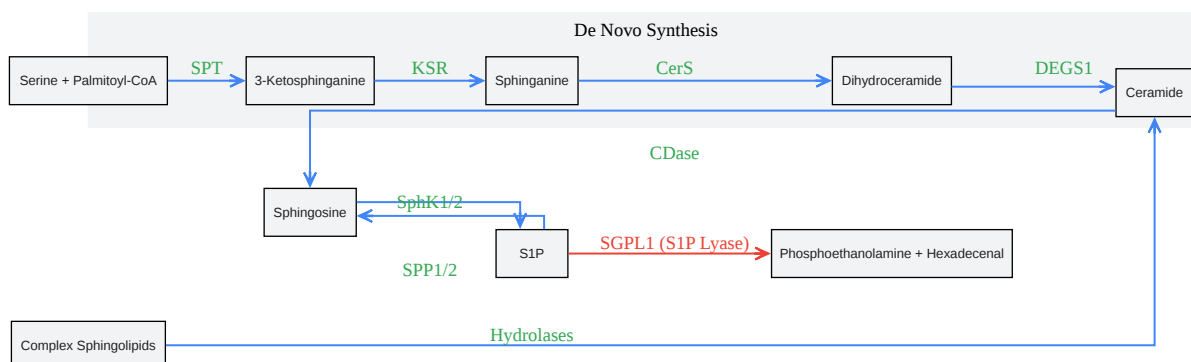 De Novo Synthesis
Serine + Palmitoyl-CoA
SPT
3-Ketosphinganine
KSR
Sphinganine
CerS
Dihydroceramide
DEGS1
Ceramide
CDase
Sphingosine
SphK1/2
SPP1/2
S1P
SGPL1 (S1P Lyase)
Phosphoethanolamine + Hexadecenal
Complex Sphingolipids
Hydrolases